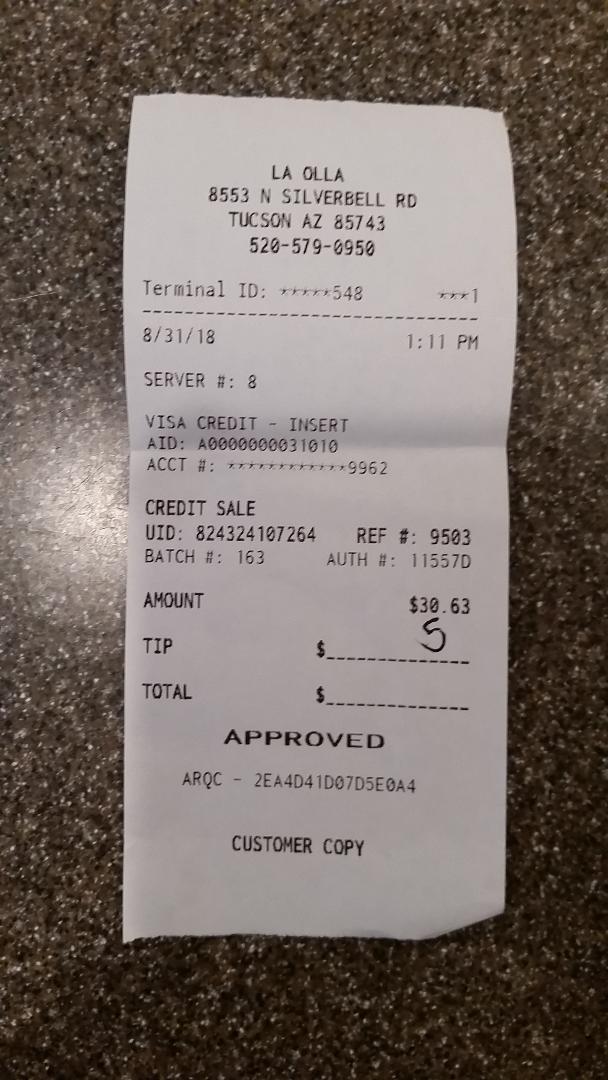 LA OLLA
8553 N SILVERBELL RD
TUCSON AZ 85743
520-579-0950
Terminal ID: *****548 ***1
--------------------------------
8/31/18 1:11 PM
SERVER #: 8
VISA CREDIT - INSERT
AID: A0000000031010
ACCT #: ************9962
CREDIT SALE
UID: 824324107264 REF #: 9503
BATCH #: 163 AUTH #: 11557D
AMOUNT $30.63
TIP $ 5
TOTAL $______________
APPROVED
ARQC - 2EA4D41D07D5E0A4
CUSTOMER COPY